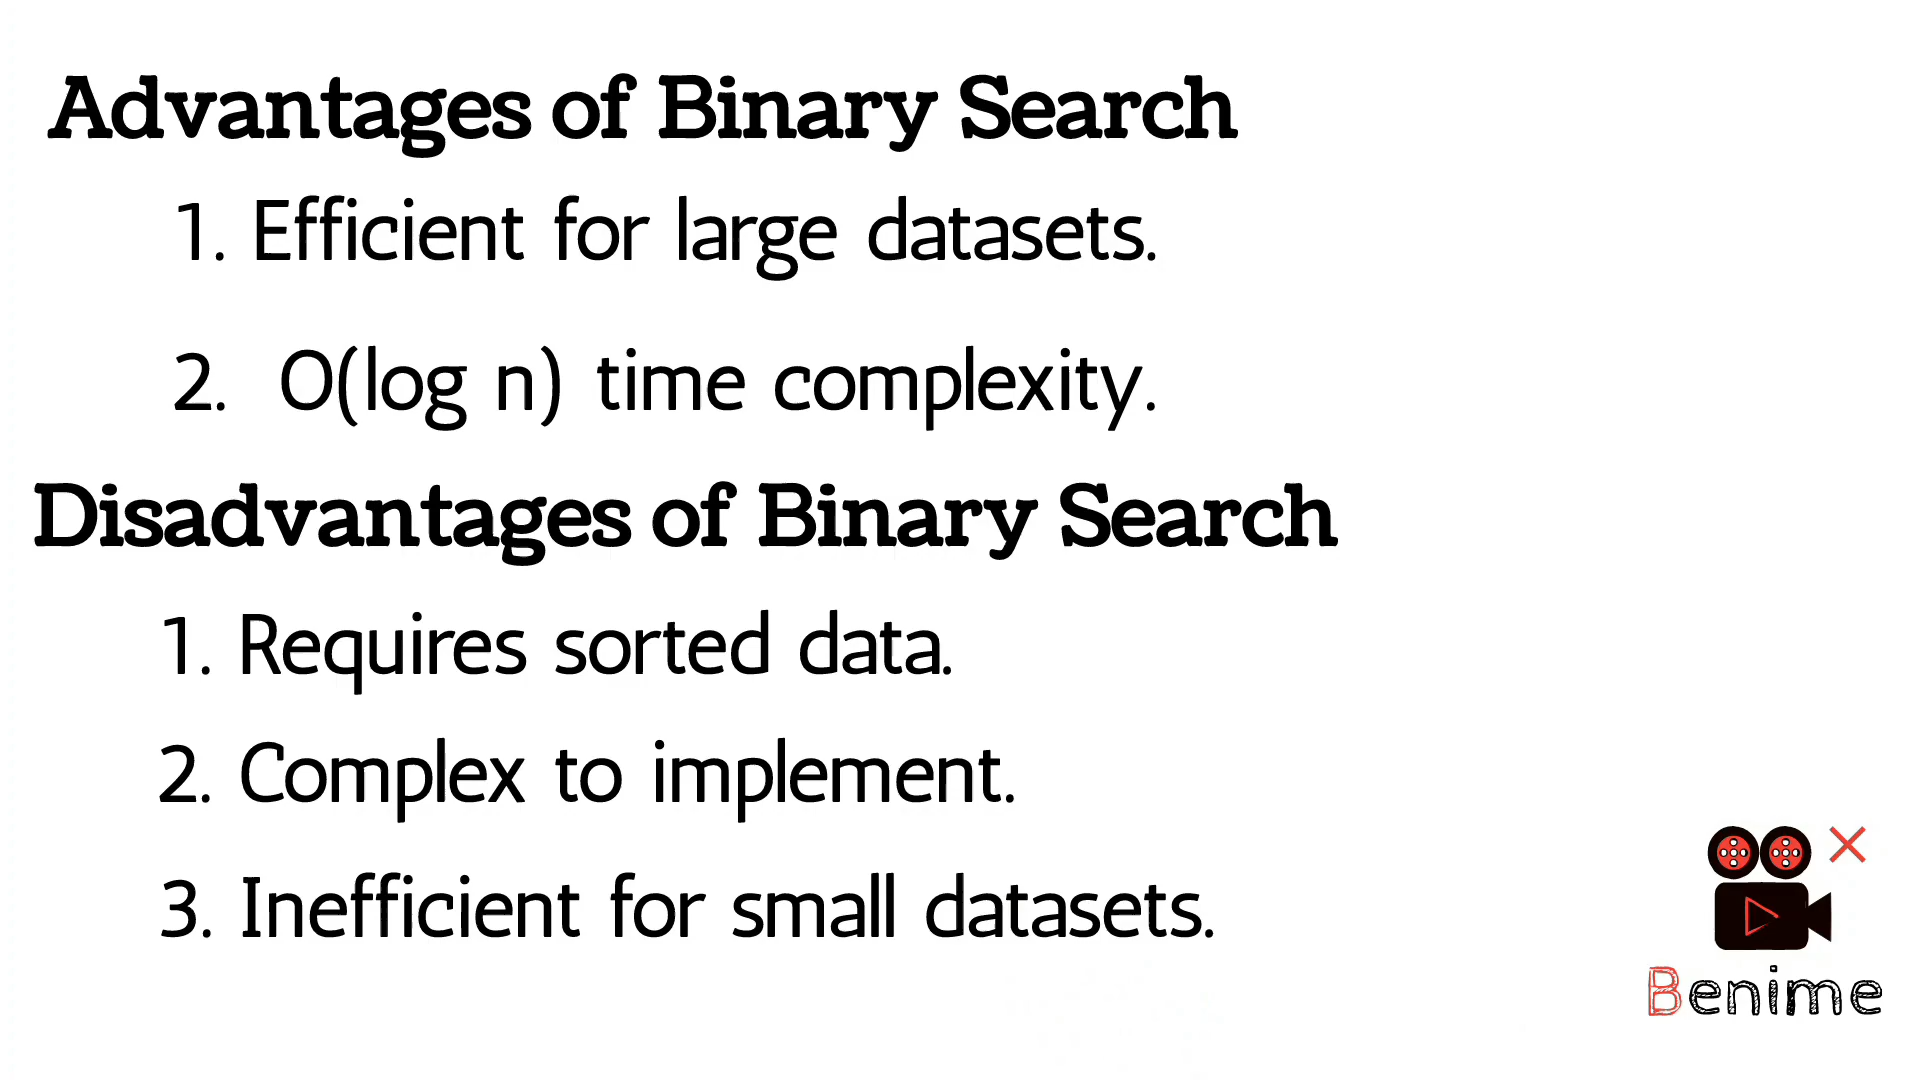 Advantages of Binary Search
1. Efficient for large datasets.
2. O(log n) time complexity.
Disadvantages of Binary Search
1. Requires sorted data.
2. Complex to implement.
3. Inefficient for small datasets.
Benime